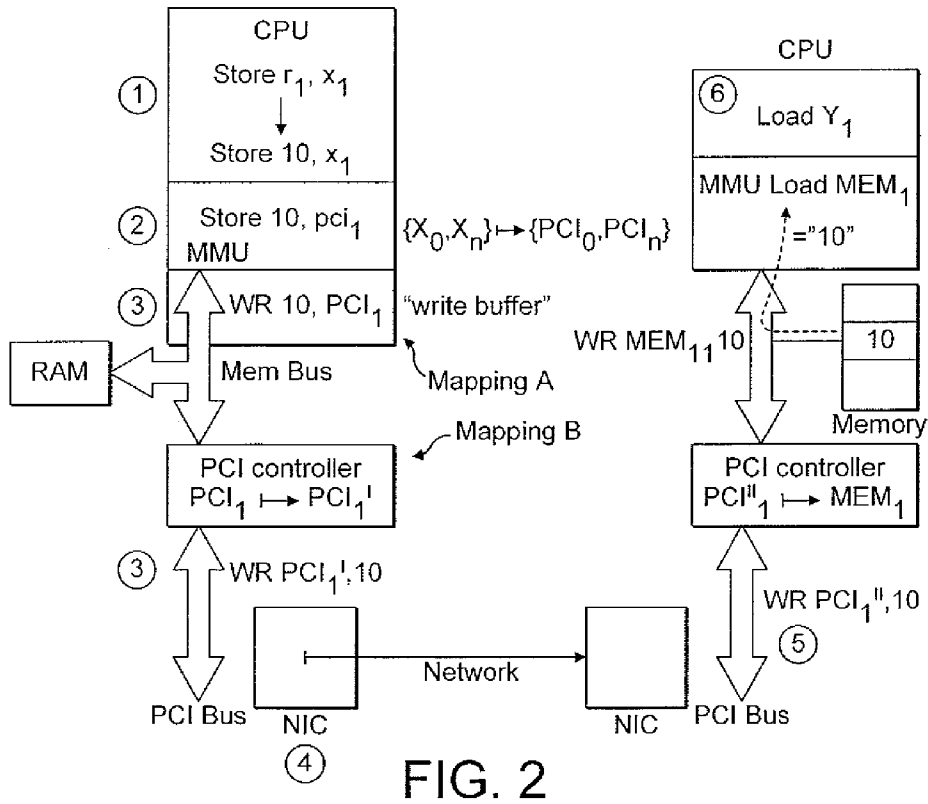 CPU
① Store r₁, x₁
Store 10, x₁
② Store 10, pci₁
MMU
{X₀,Xₙ}↦{PCI₀,PCIₙ}
③ WR 10, PCI₁
"write buffer"
RAM
Mem Bus
Mapping A
Mapping B
PCI controller
PCI₁ ↦ PCI₁ᴵ
③ WR PCI₁ᴵ,10
PCI Bus
NIC
④
Network
CPU
⑥ Load Y₁
MMU Load MEM₁
="10"
WR MEM₁₁ 10
10
Memory
PCI controller
PCIᴵᴵ₁ ↦ MEM₁
WR PCI₁ᴵᴵ,10
⑤
NIC
PCI Bus
FIG. 2